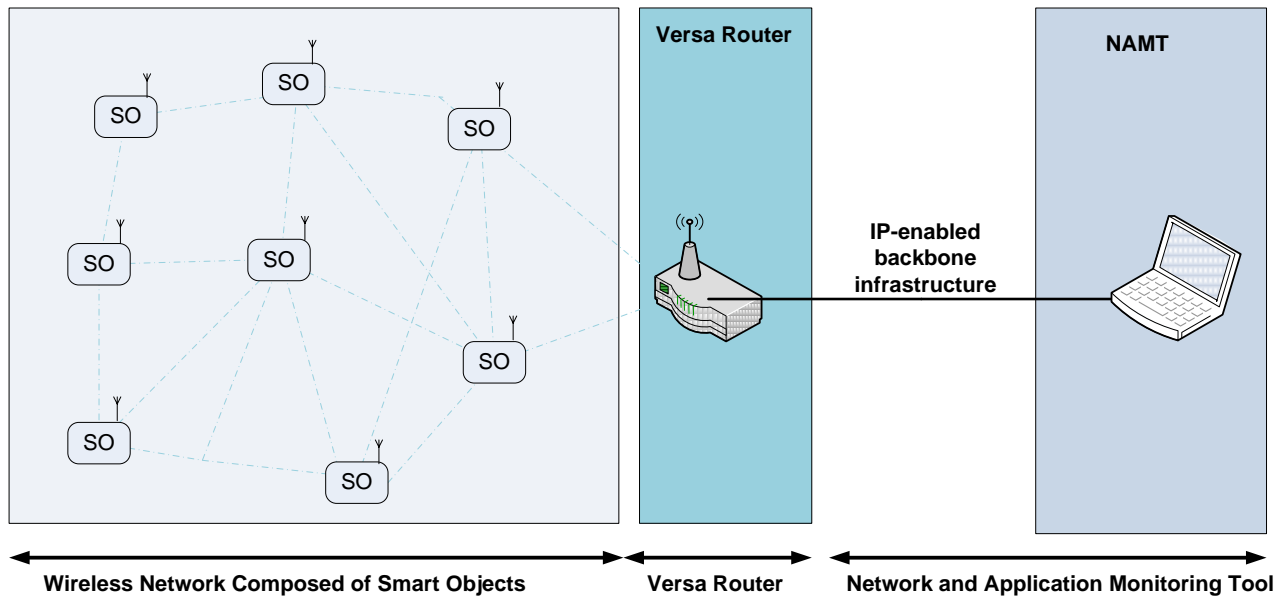 Versa Router
NAMT
SO
SO
SO
SO
SO
SO
SO
SO
IP-enabled
backbone
infrastructure
Wireless Network Composed of Smart Objects
Versa Router
Network and Application Monitoring Tool